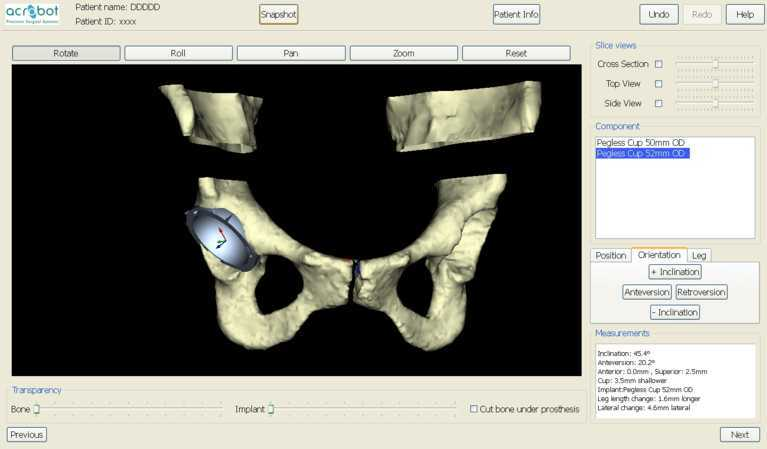 acrobot
Precision Surgical Systems
Patient name: DDDDD
Patient ID: xxxx
Snapshot
Patient Info
Undo
Redo
Help
Rotate
Roll
Pan
Zoom
Reset
Slice views
Cross Section
Top View
Side View
Component
Pegless Cup 50mm OD
Pegless Cup 52mm OD
Position
Orientation
Leg
+ Inclination
Anteversion
Retroversion
- Inclination
Measurements
Inclination: 45.4º
Anteversion: 20.2º
Anterior: 0.0mm , Superior: 2.5mm
Cup: 3.5mm shallower
Implant:Pegless Cup 52mm OD
Leg length change: 1.6mm longer
Lateral change: 4.6mm lateral
Transparency
Bone
Implant
Cut bone under prosthesis
Previous
Next